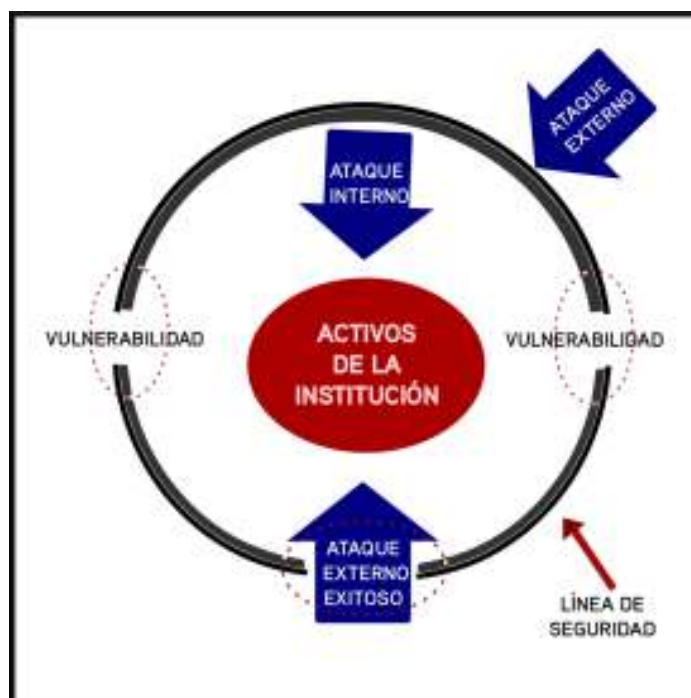 ATAQUE
EXTERNO
ATAQUE
INTERNO
VULNERABILIDAD
ACTIVOS
DE LA
INSTITUCIÓN
VULNERABILIDAD
ATAQUE
EXTERNO
EXITOSO
LÍNEA DE
SEGURIDAD